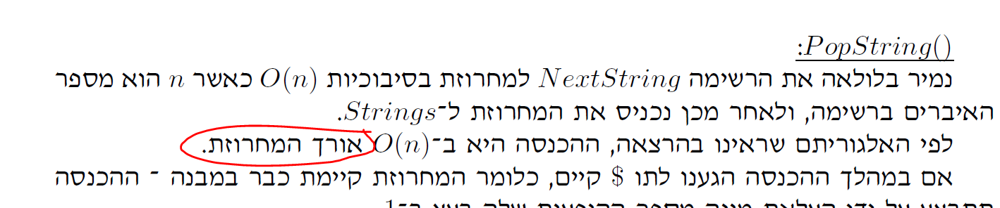 PopString():
נמיר בלולאה את הרשימה NextString למחרוזת בסיבוכיות O(n) כאשר n הוא מספר
האיברים ברשימה, ולאחר מכן נכניס את המחרוזת ל־Strings.
לפי האלגוריתם שראינו בהרצאה, ההכנסה היא ב־O(n) אורך המחרוזת.
אם במהלך ההכנסה הגענו לתו $ קיים, כלומר המחרוזת קיימת כבר במבנה ־ ההכנסה